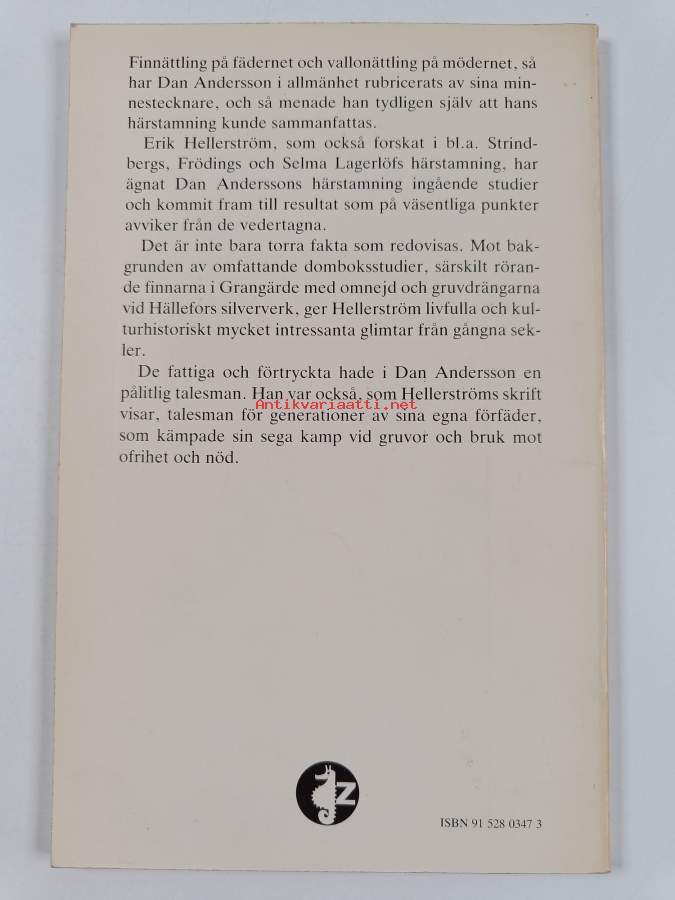 Finnättling på fädernet och vallonättling på mödernet, så
har Dan Andersson i allmänhet rubricerats av sina min-
nestecknare, och så menade han tydligen själv att hans
härstamning kunde sammanfattas.
Erik Hellerström, som också forskat i bl.a. Strind-
bergs, Frödings och Selma Lagerlöfs härstamning, har
ägnat Dan Anderssons härstamning ingående studier
och kommit fram till resultat som på väsentliga punkter
avviker från de vedertagna.
Det är inte bara torra fakta som redovisas. Mot bak-
grunden av omfattande domboksstudier, särskilt röran-
de finnarna i Grangärde med omnejd och gruvdrängarna
vid Hällefors silververk, ger Hellerström livfulla och kul-
turhistoriskt mycket intressanta glimtar från gångna sek-
ler.
De fattiga och förtryckta hade i Dan Andersson en
pålitlig talesman. Han var också, som Hellerströms skrift
Antikvariaatti.net
visar, talesman för generationer av sina egna förfäder,
som kämpade sin sega kamp vid gruvor och bruk mot
ofrihet och nöd.
Z
ISBN 91 528 0347 3